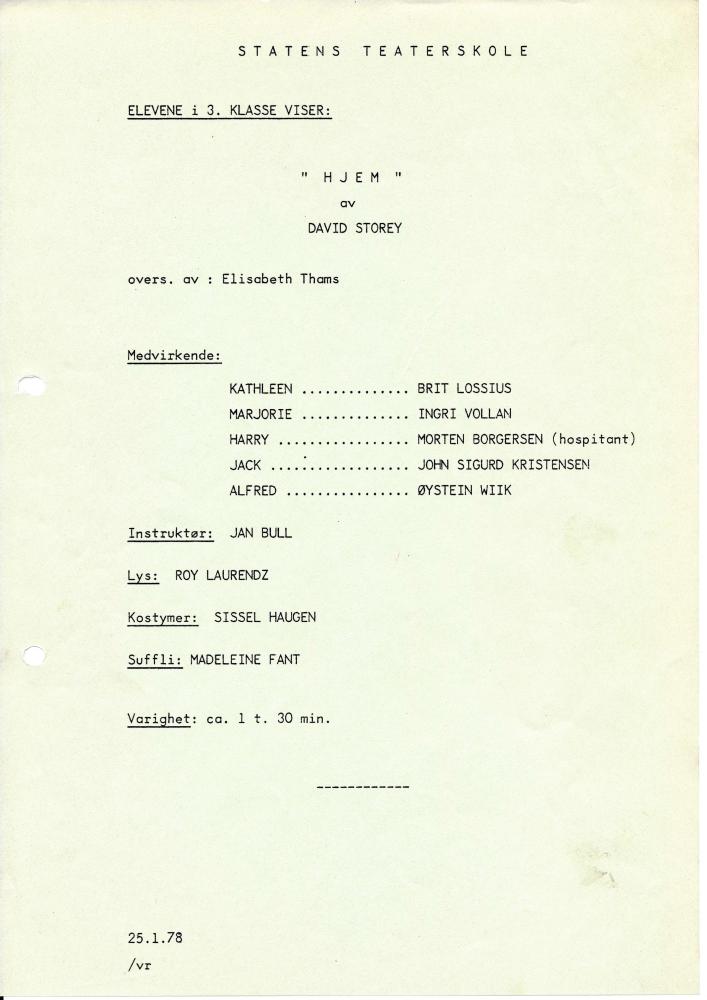 STATENS TEATERSKOLE
ELEVENE i 3. KLASSE VISER:
" HJEM "
av
DAVID STOREY
overs. av : Elisabeth Thams
Medvirkende:
KATHLEEN .............. BRIT LOSSIUS
MARJORIE .............. INGRI VOLLAN
HARRY ................. MORTEN BORGERSEN (hospitant)
JACK .................. JOHN SIGURD KRISTENSEN
ALFRED ................ ØYSTEIN WIIK
Instruktør: JAN BULL
Lys: ROY LAURENDZ
Kostymer: SISSEL HAUGEN
Suffli: MADELEINE FANT
Varighet: ca. 1 t. 30 min.
------------
25.1.78
/vr